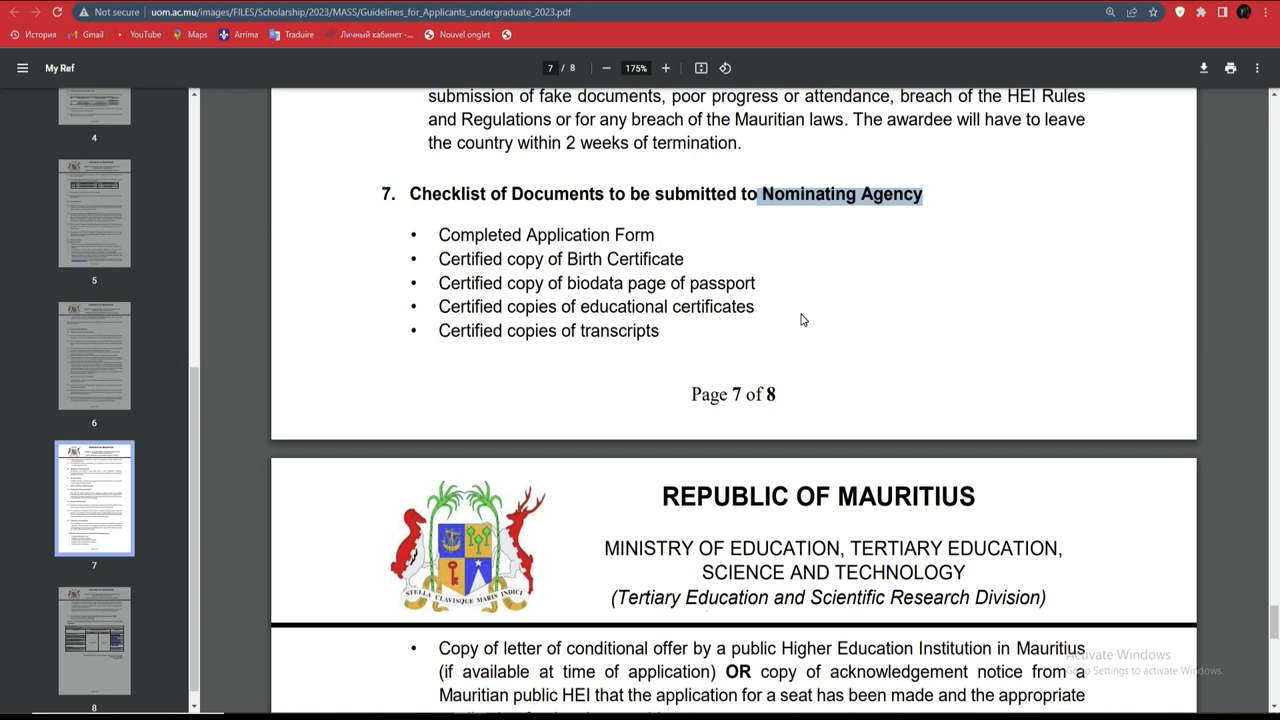 Not secure
uom.ac.mu/images/FILES/Scholarship/2023/MASS/Guidelines_for_Applicants_undergraduate_2023.pdf
История
Gmail
YouTube
Maps
Arrima
Traduire
Личный кабинет -...
Nouvel onglet
My Ref
7 / 8
175%
4
5
6
7
8
submission of fake documents, poor progress or attendance, breach of the HEI Rules
and Regulations or for any breach of the Mauritian laws. The awardee will have to leave
the country within 2 weeks of termination.
7. Checklist of Documents to be submitted to Nominating Agency
• Completed Application Form
• Certified copy of Birth Certificate
• Certified copy of biodata page of passport
• Certified copies of educational certificates
• Certified copies of transcripts
Page 7 of 8
STELLA CLAVISQUE MARIS INDICI
REPUBLIC OF MAURITIUS
MINISTRY OF EDUCATION, TERTIARY EDUCATION,
SCIENCE AND TECHNOLOGY
(Tertiary Education and Scientific Research Division)
• Copy of letter of conditional offer by a public Higher Education Institution in Mauritius
(if available at time of application) OR copy of acknowledgement notice from a
Mauritian public HEI that the application for a seat has been made and the appropriate
Activate Windows
Go to Settings to activate Windows.